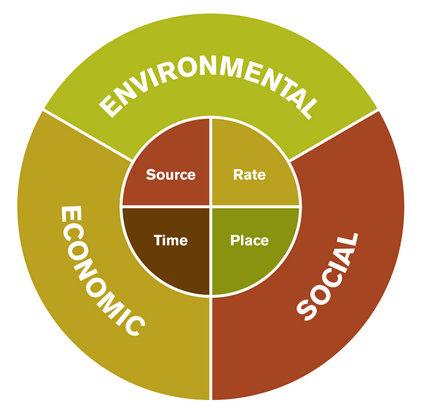 ENVIRONMENTAL
Source
Rate
Time
Place
ECONOMIC
SOCIAL